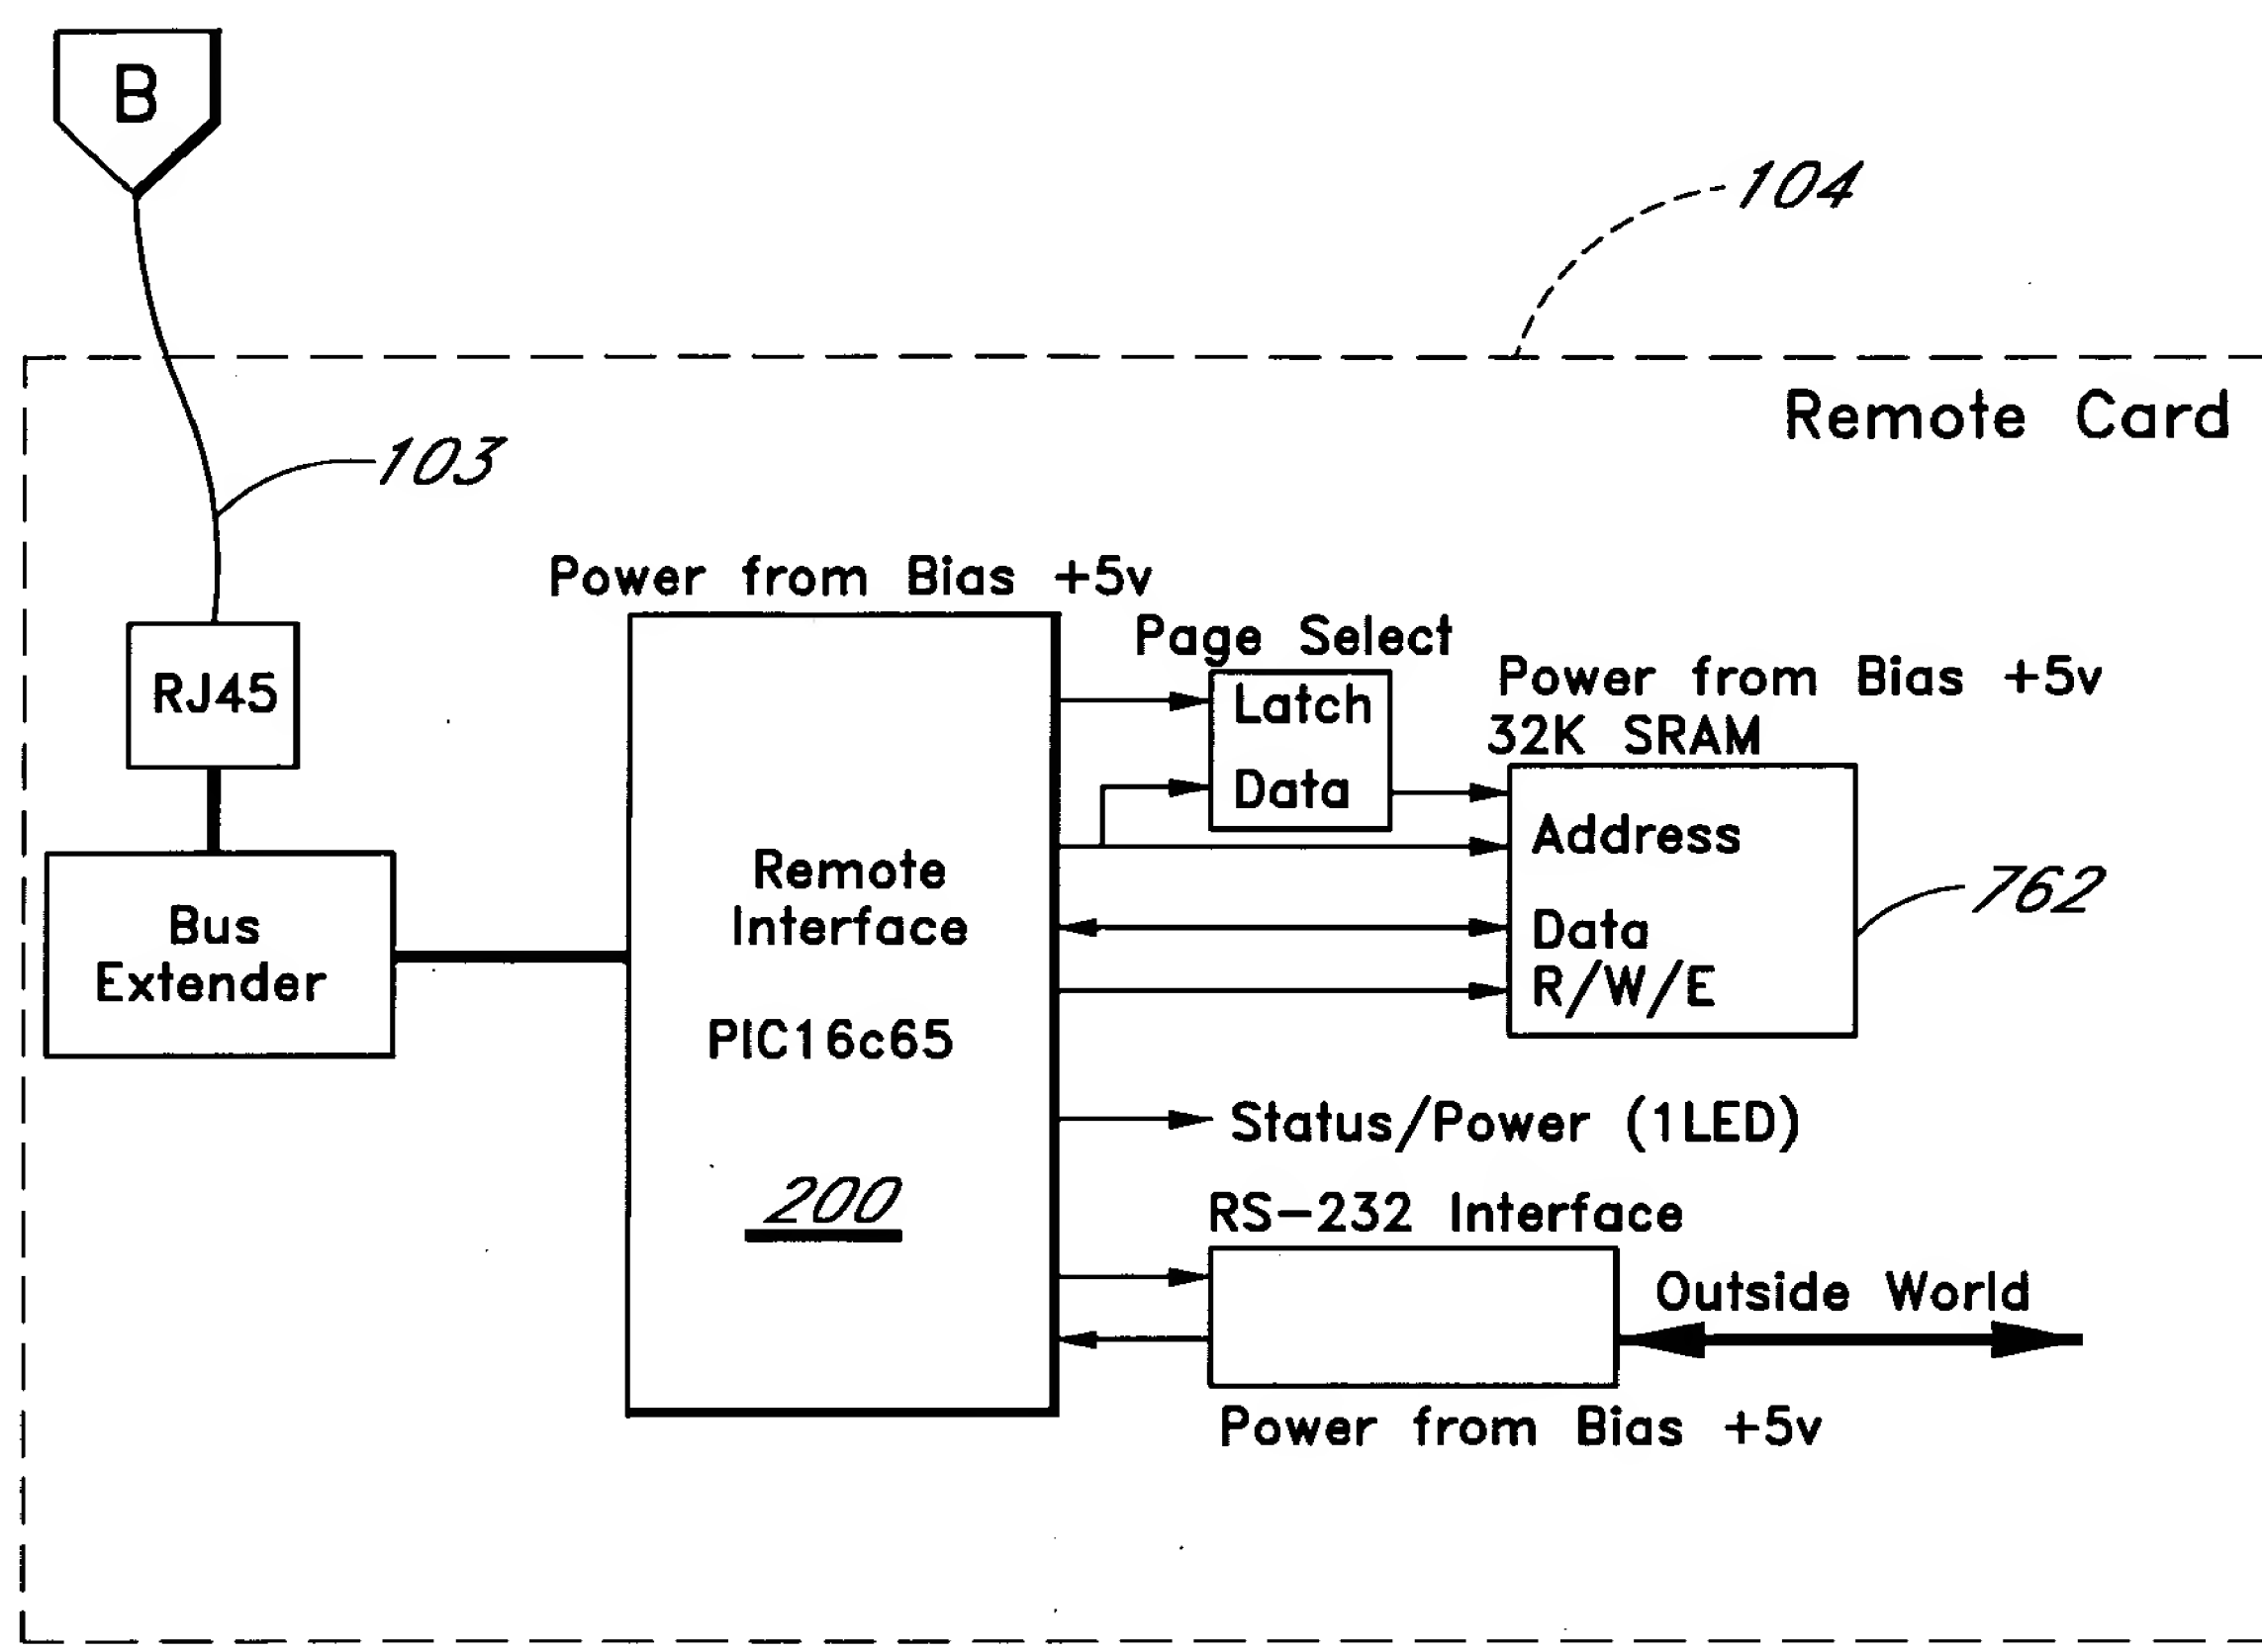 B
104
Remote Card
103
Power from Bias +5v
Page Select
RJ45
Latch
Power from Bias +5v
32K SRAM
Data
Address
Remote
Interface
762
Bus
Extender
Data
R/W/E
PIC16c65
Status/Power (1LED)
200
RS-232 Interface
Outside World
Power from Bias +5v